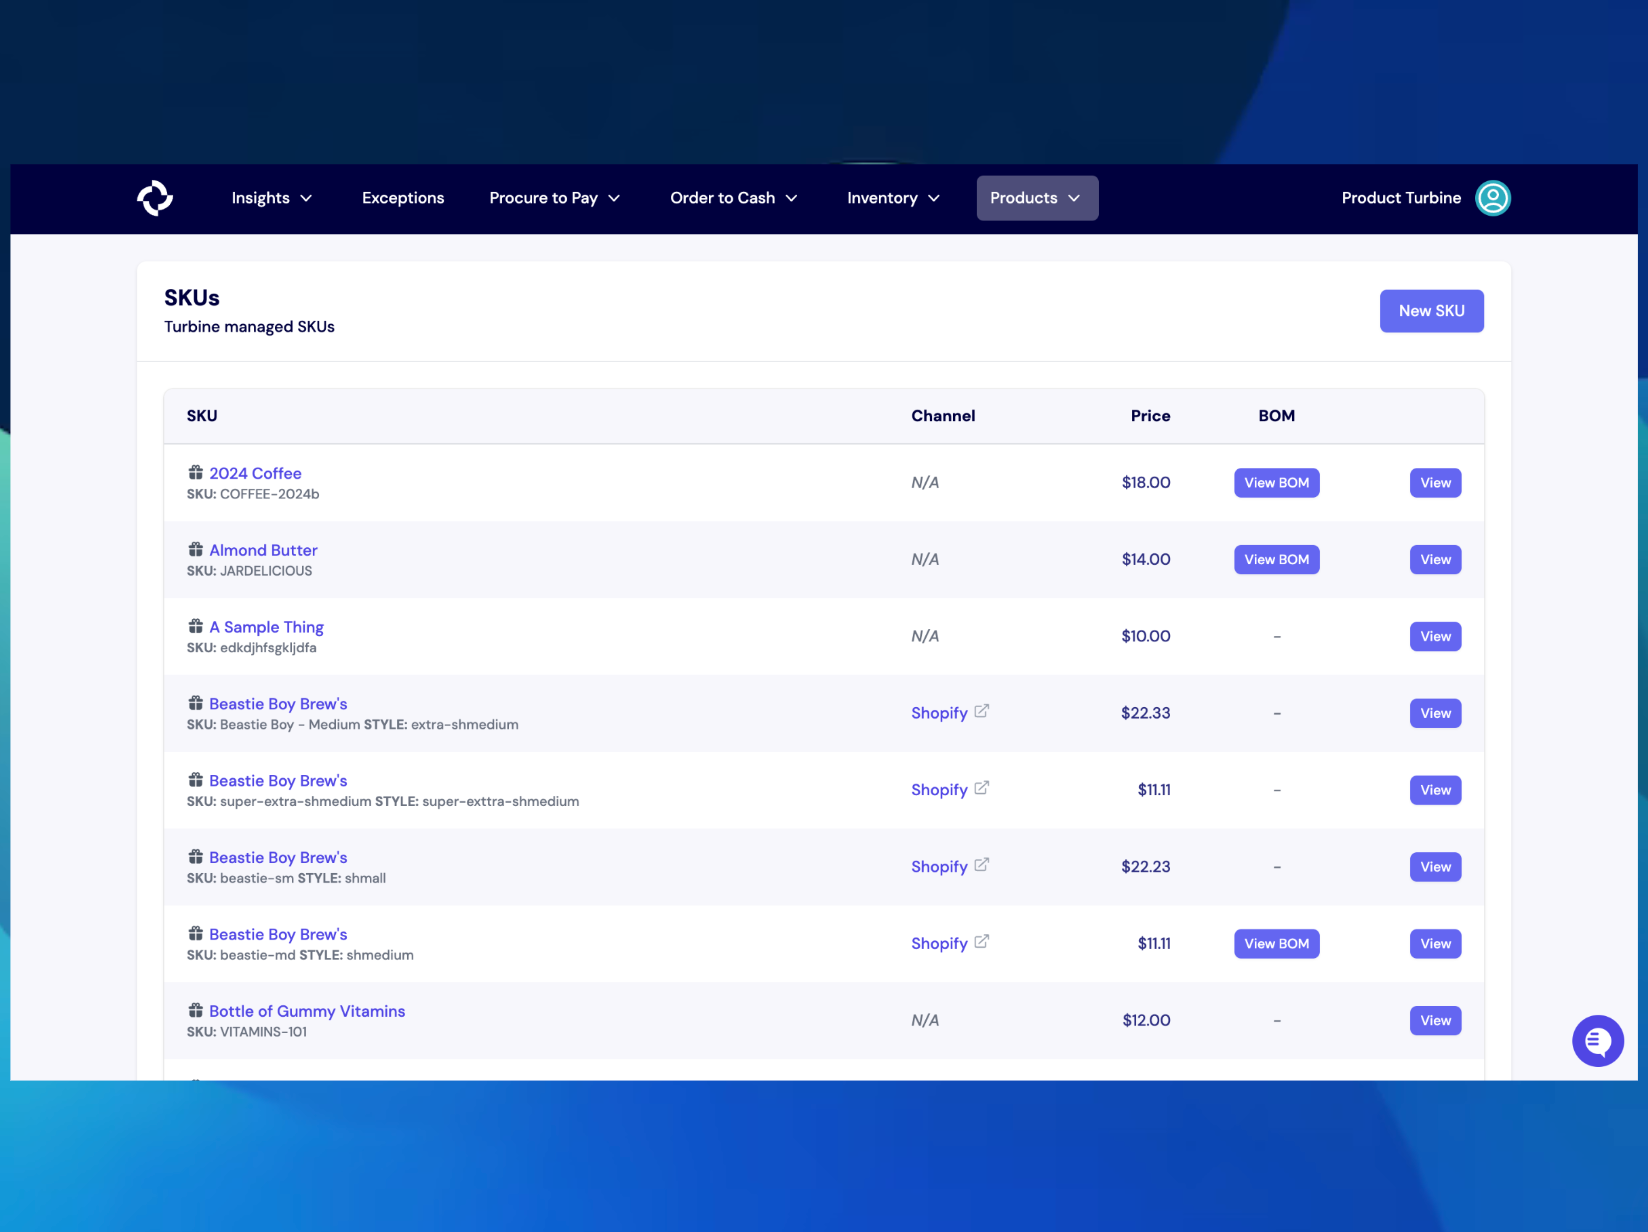 Insights Exceptions Procure to Pay Order to Cash Inventory Products Product Turbine
SKUs
New SKU
Turbine managed SKUs
SKU Channel Price BOM
2024 Coffee
SKU: COFFEE-2024b
N/A $18.00 View BOM View
Almond Butter
SKU: JARDELICIOUS
N/A $14.00 View BOM View
A Sample Thing
SKU: edkdjhfsgkljdfa
N/A $10.00 - View
Beastie Boy Brew's
SKU: Beastie Boy - Medium STYLE: extra-shmedium
Shopify $22.33 - View
Beastie Boy Brew's
SKU: super-extra-shmedium STYLE: super-exttra-shmedium
Shopify $11.11 - View
Beastie Boy Brew's
SKU: beastie-sm STYLE: shmall
Shopify $22.23 - View
Beastie Boy Brew's
SKU: beastie-md STYLE: shmedium
Shopify $11.11 View BOM View
Bottle of Gummy Vitamins
SKU: VITAMINS-101
N/A $12.00 - View